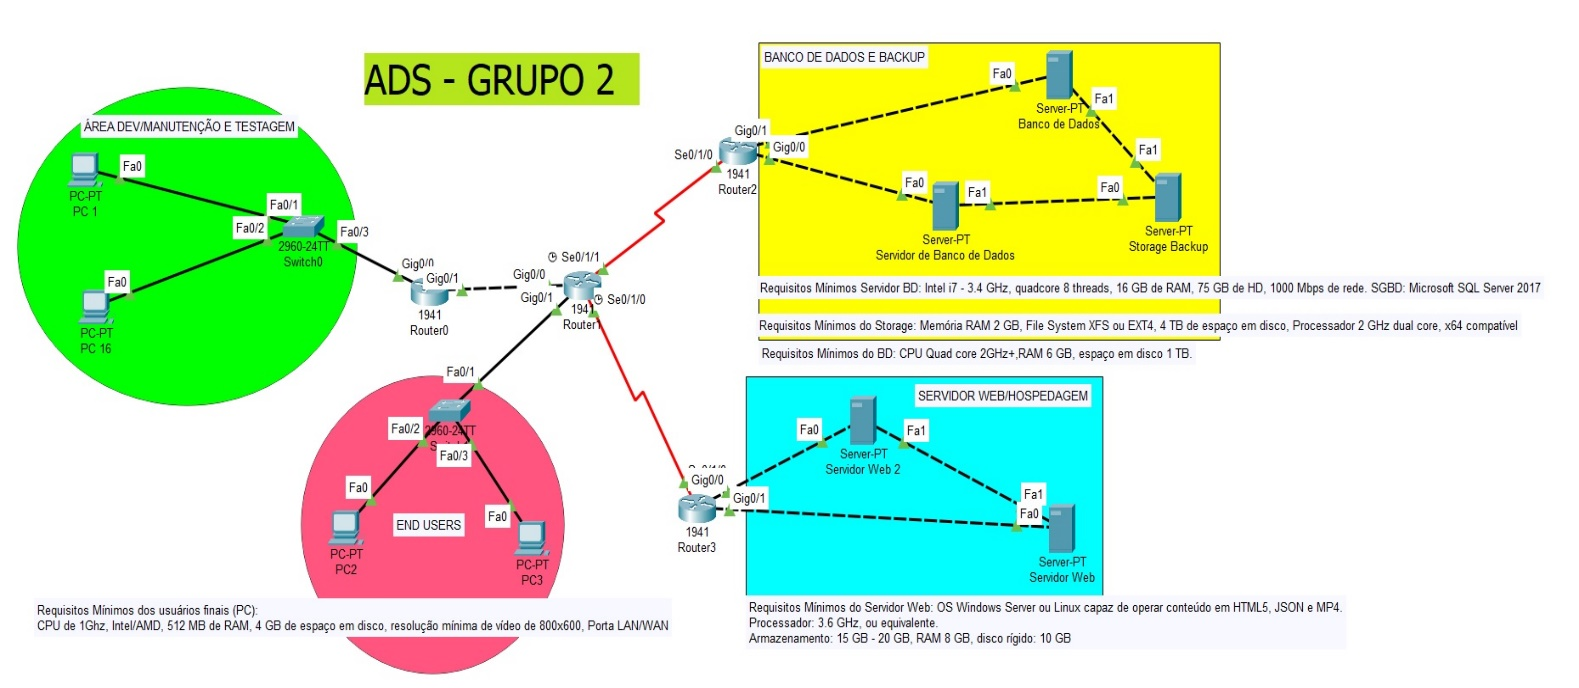 ADS - GRUPO 2
ÁREA DEV/MANUTENÇÃO E TESTAGEM
Fa0
PC-PT
PC 1
Fa0/1
Fa0/2
Fa0/3
2960-24TT
Switch0
Fa0
PC-PT
PC 16
Gig0/0
Gig0/1
1941
Router0
Gig0/0
Gig0/1
Se0/1/1
Se0/1/0
1941
Router1
Se0/1/0
Gig0/1
Gig0/0
1941
Router2
BANCO DE DADOS E BACKUP
Fa0
Fa1
Server-PT
Banco de Dados
Fa0
Fa1
Server-PT
Servidor de Banco de Dados
Fa1
Fa0
Server-PT
Storage Backup
Requisitos Mínimos Servidor BD: Intel i7 - 3.4 GHz, quadcore 8 threads, 16 GB de RAM, 75 GB de HD, 1000 Mbps de rede. SGBD: Microsoft SQL Server 2017
Requisitos Mínimos do Storage: Memória RAM 2 GB, File System XFS ou EXT4, 4 TB de espaço em disco, Processador 2 GHz dual core, x64 compatível
Requisitos Mínimos do BD: CPU Quad core 2GHz+,RAM 6 GB, espaço em disco 1 TB.
Fa0/1
Fa0/2
2960-24TT
Fa0/3
Fa0
PC-PT
PC2
END USERS
Fa0
PC-PT
PC3
Requisitos Mínimos dos usuários finais (PC):
CPU de 1Ghz, Intel/AMD, 512 MB de RAM, 4 GB de espaço em disco, resolução mínima de vídeo de 800x600, Porta LAN/WAN
Gig0/0
Gig0/1
1941
Router3
SERVIDOR WEB/HOSPEDAGEM
Fa0
Fa1
Server-PT
Servidor Web 2
Fa1
Fa0
Server-PT
Servidor Web
Requisitos Mínimos do Servidor Web: OS Windows Server ou Linux capaz de operar conteúdo em HTML5, JSON e MP4.
Processador: 3.6 GHz, ou equivalente.
Armazenamento: 15 GB - 20 GB, RAM 8 GB, disco rígido: 10 GB